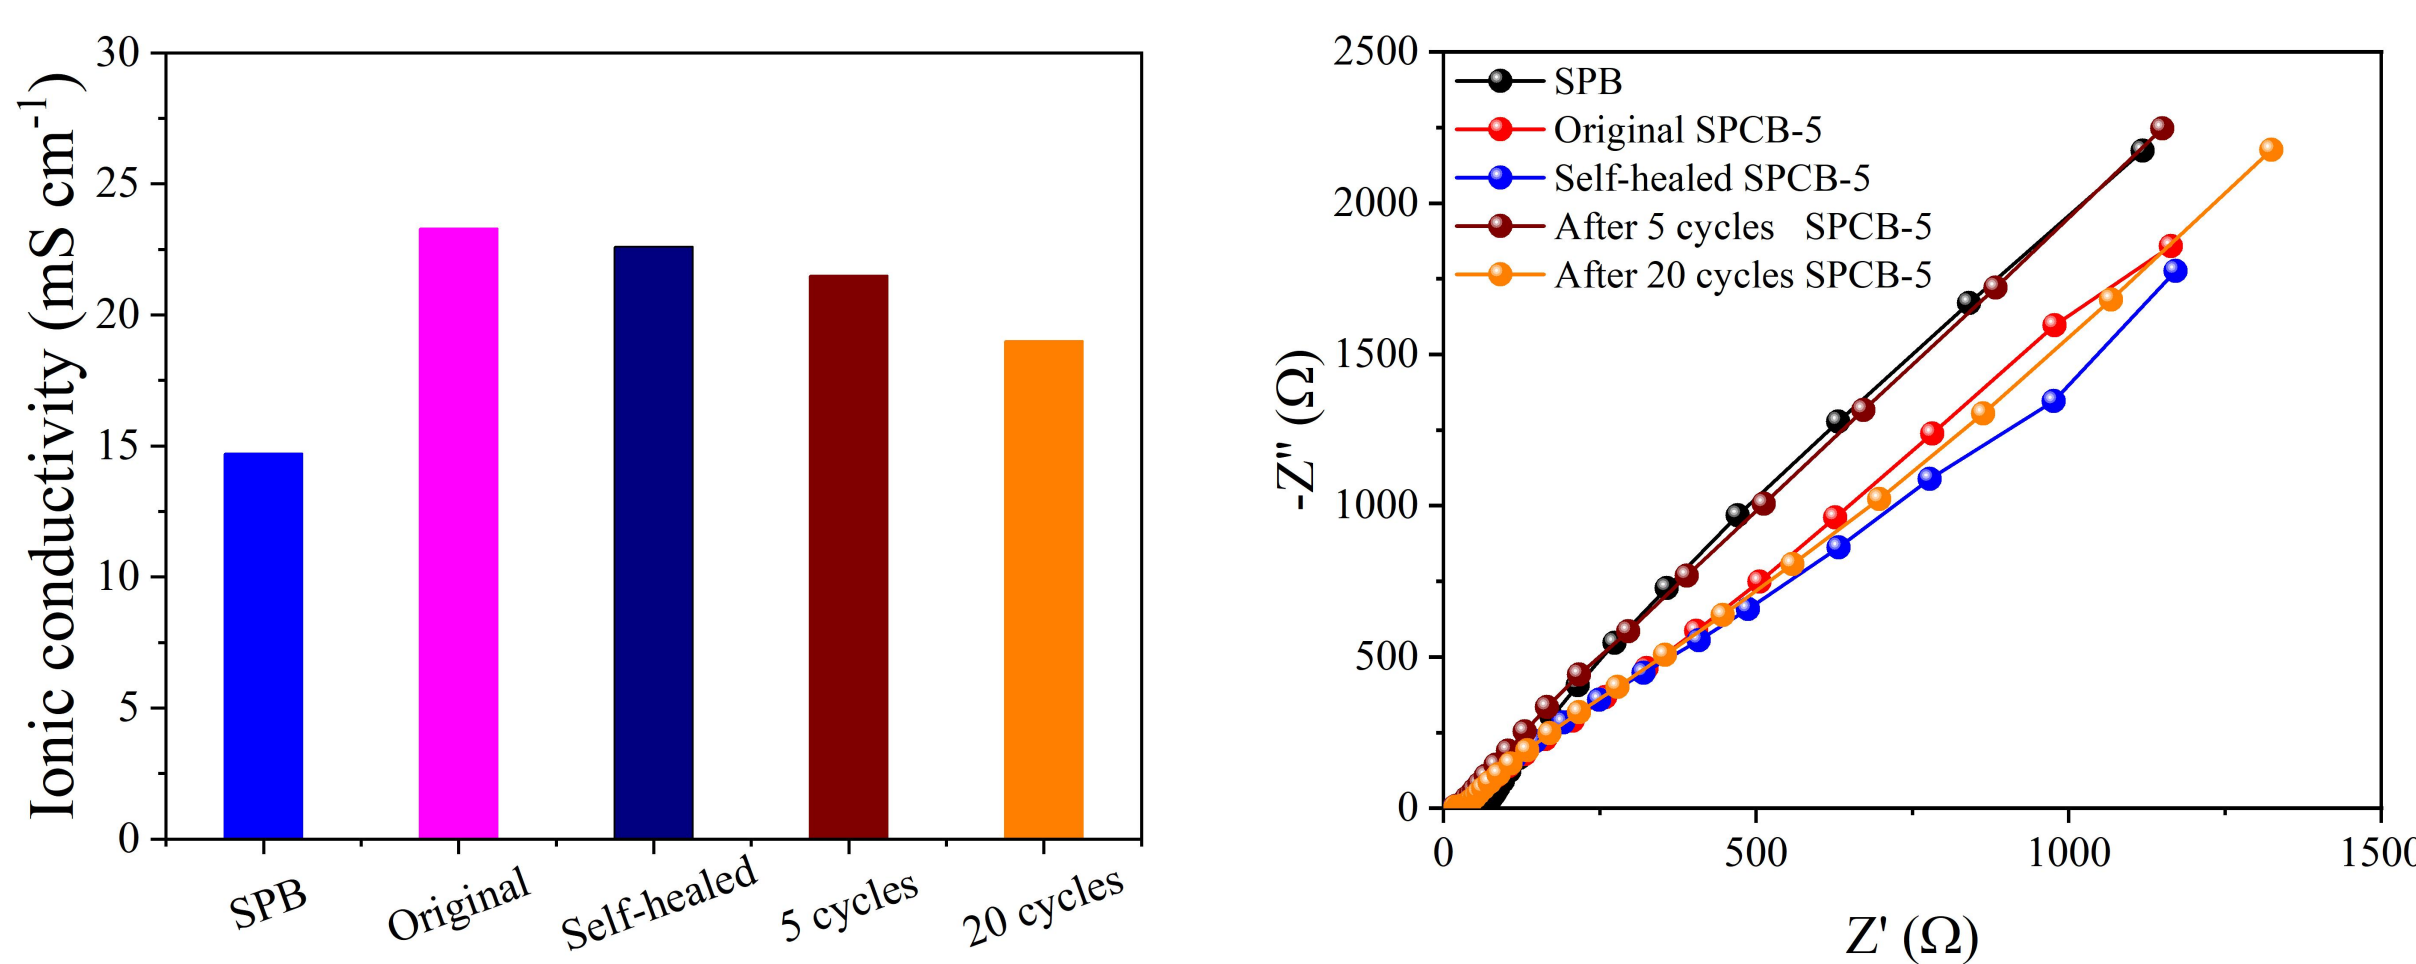 Ionic conductivity (mS cm-1)
30
25
20
15
10
5
0
SPB
Original
Self-healed
5 cycles
20 cycles
-Z'' (Ω)
2500
2000
1500
1000
500
0
SPB
Original SPCB-5
Self-healed SPCB-5
After 5 cycles SPCB-5
After 20 cycles SPCB-5
0
500
1000
1500
Z' (Ω)